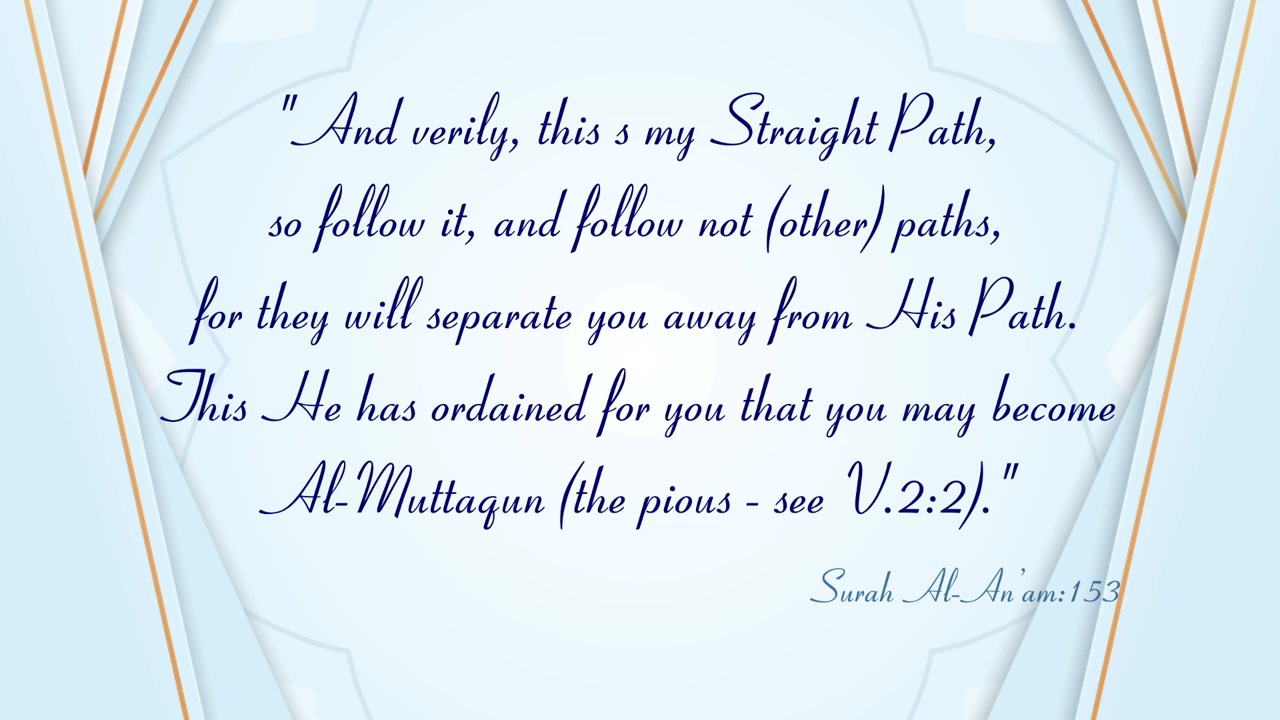 "And verily, this s my Straight Path,
so follow it, and follow not (other) paths,
for they will separate you away from His Path.
This He has ordained for you that you may become
Al-Muttaqun (the pious - see V.2:2)."
Surah Al-An'am:153